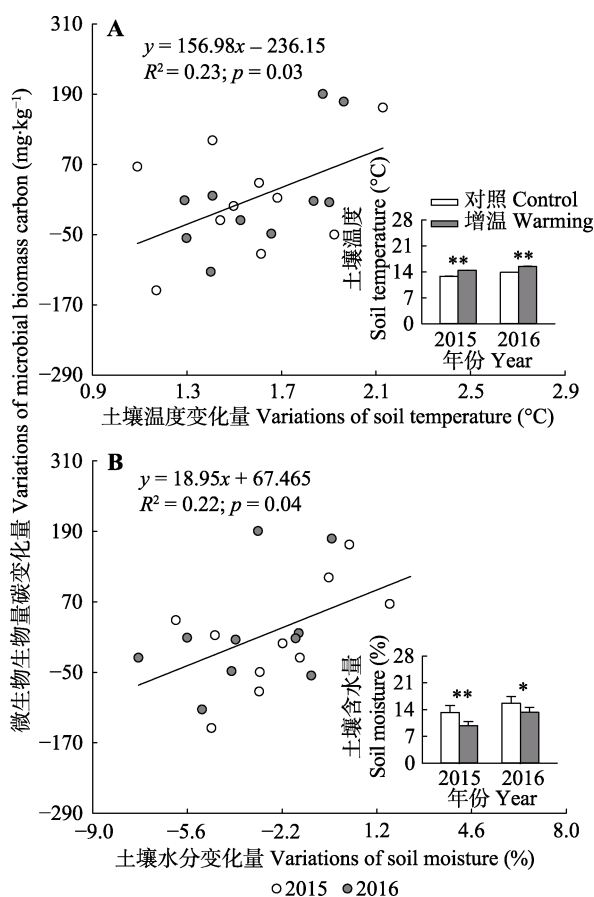 微生物生物量碳变化量 Variations of microbial biomass carbon (mg·kg⁻¹)
A
y = 156.98x – 236.15
R² = 0.23; p = 0.03
310
190
70
−50
−170
−290
0.9 1.3 1.7 2.1 2.5 2.9
土壤温度变化量 Variations of soil temperature (°C)
土壤温度
Soil temperature (°C)
对照 Control
增温 Warming
28
21
14
7
0
** **
2015 2016
年份 Year
B
y = 18.95x + 67.465
R² = 0.22; p = 0.04
310
190
70
−50
−170
−290
−9.0 −5.6 −2.2 1.2 4.6 8.0
土壤水分变化量 Variations of soil moisture (%)
土壤含水量
Soil moisture (%)
28
21
14
7
0
** *
2015 2016
年份 Year
2015 2016